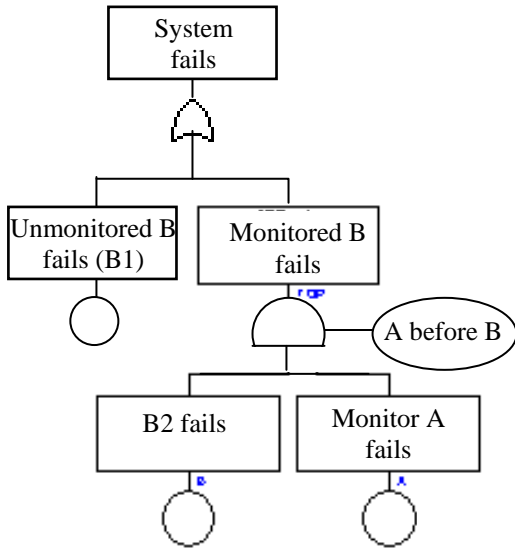 System
fails
Unmonitored B
fails (B1)
Monitored B
fails
A before B
B2 fails
Monitor A
fails
B
A